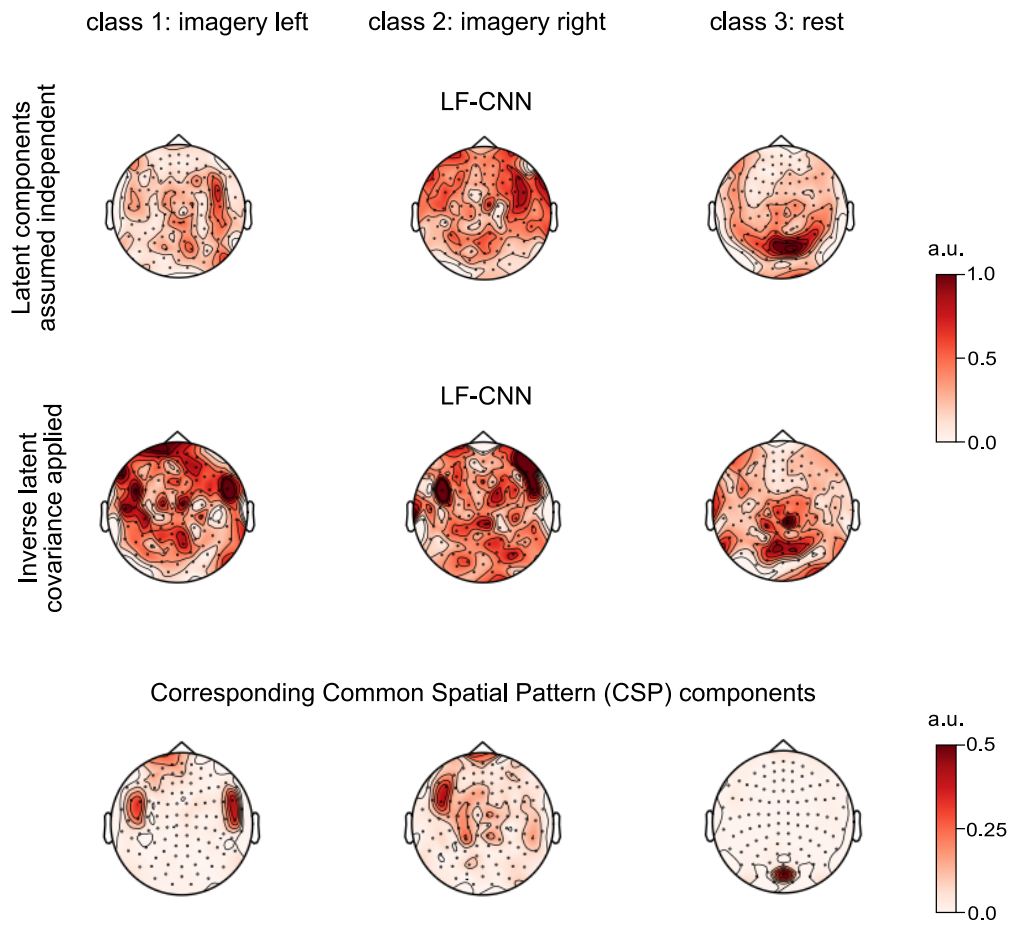 class 1: imagery left
class 2: imagery right
class 3: rest
LF-CNN
Latent components
assumed independent
a.u.
1.0
0.5
0.0
LF-CNN
Inverse latent
covariance applied
Corresponding Common Spatial Pattern (CSP) components
a.u.
0.5
0.25
0.0